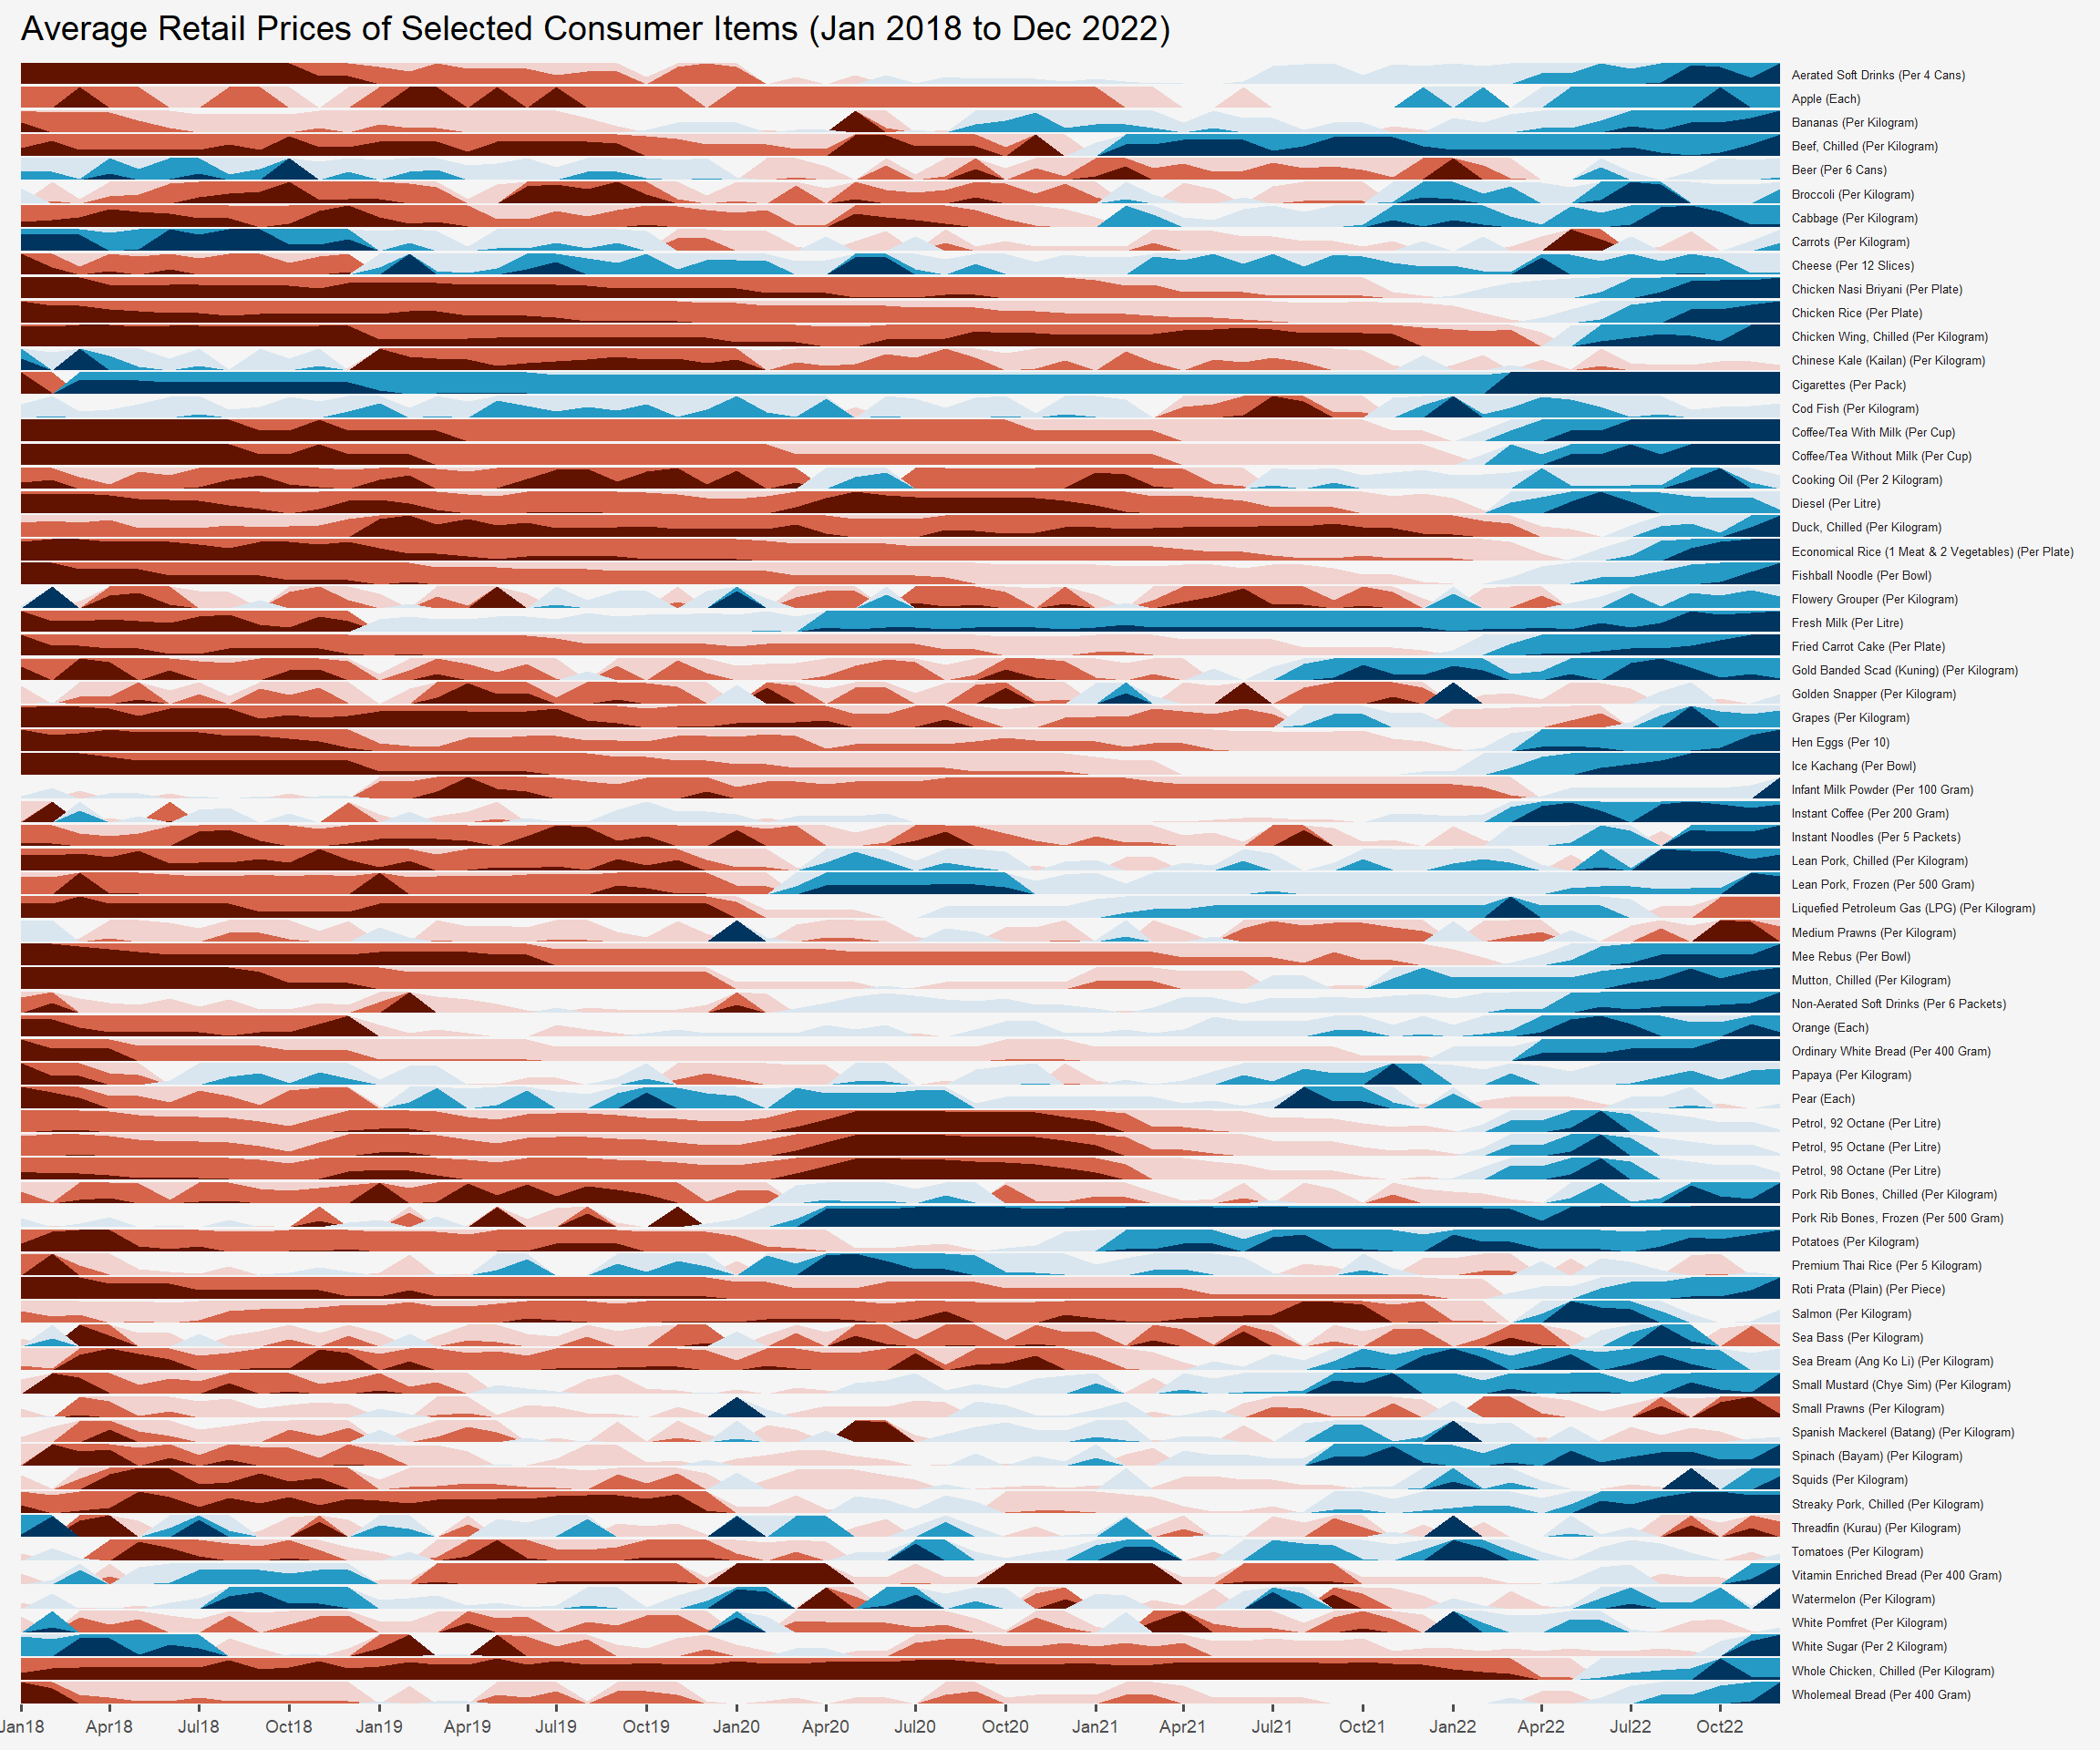 Average Retail Prices of Selected Consumer Items (Jan 2018 to Dec 2022)
Aerated Soft Drinks (Per 4 Cans)
Apple (Each)
Bananas (Per Kilogram)
Beef, Chilled (Per Kilogram)
Beer (Per 6 Cans)
Broccoli (Per Kilogram)
Cabbage (Per Kilogram)
Carrots (Per Kilogram)
Cheese (Per 12 Slices)
Chicken Nasi Briyani (Per Plate)
Chicken Rice (Per Plate)
Chicken Wing, Chilled (Per Kilogram)
Chinese Kale (Kailan) (Per Kilogram)
Cigarettes (Per Pack)
Cod Fish (Per Kilogram)
Coffee/Tea With Milk (Per Cup)
Coffee/Tea Without Milk (Per Cup)
Cooking Oil (Per 2 Kilogram)
Diesel (Per Litre)
Duck, Chilled (Per Kilogram)
Economical Rice (1 Meat & 2 Vegetables) (Per Plate)
Fishball Noodle (Per Bowl)
Flowery Grouper (Per Kilogram)
Fresh Milk (Per Litre)
Fried Carrot Cake (Per Plate)
Gold Banded Scad (Kuning) (Per Kilogram)
Golden Snapper (Per Kilogram)
Grapes (Per Kilogram)
Hen Eggs (Per 10)
Ice Kachang (Per Bowl)
Infant Milk Powder (Per 100 Gram)
Instant Coffee (Per 200 Gram)
Instant Noodles (Per 5 Packets)
Lean Pork, Chilled (Per Kilogram)
Lean Pork, Frozen (Per 500 Gram)
Liquefied Petroleum Gas (LPG) (Per Kilogram)
Medium Prawns (Per Kilogram)
Mee Rebus (Per Bowl)
Mutton, Chilled (Per Kilogram)
Non-Aerated Soft Drinks (Per 6 Packets)
Orange (Each)
Ordinary White Bread (Per 400 Gram)
Papaya (Per Kilogram)
Pear (Each)
Petrol, 92 Octane (Per Litre)
Petrol, 95 Octane (Per Litre)
Petrol, 98 Octane (Per Litre)
Pork Rib Bones, Chilled (Per Kilogram)
Pork Rib Bones, Frozen (Per 500 Gram)
Potatoes (Per Kilogram)
Premium Thai Rice (Per 5 Kilogram)
Roti Prata (Plain) (Per Piece)
Salmon (Per Kilogram)
Sea Bass (Per Kilogram)
Sea Bream (Ang Ko Li) (Per Kilogram)
Small Mustard (Chye Sim) (Per Kilogram)
Small Prawns (Per Kilogram)
Spanish Mackerel (Batang) (Per Kilogram)
Spinach (Bayam) (Per Kilogram)
Squids (Per Kilogram)
Streaky Pork, Chilled (Per Kilogram)
Threadfin (Kurau) (Per Kilogram)
Tomatoes (Per Kilogram)
Vitamin Enriched Bread (Per 400 Gram)
Watermelon (Per Kilogram)
White Pomfret (Per Kilogram)
White Sugar (Per 2 Kilogram)
Whole Chicken, Chilled (Per Kilogram)
Wholemeal Bread (Per 400 Gram)
Jan18 Apr18 Jul18 Oct18 Jan19 Apr19 Jul19 Oct19 Jan20 Apr20 Jul20 Oct20 Jan21 Apr21 Jul21 Oct21 Jan22 Apr22 Jul22 Oct22